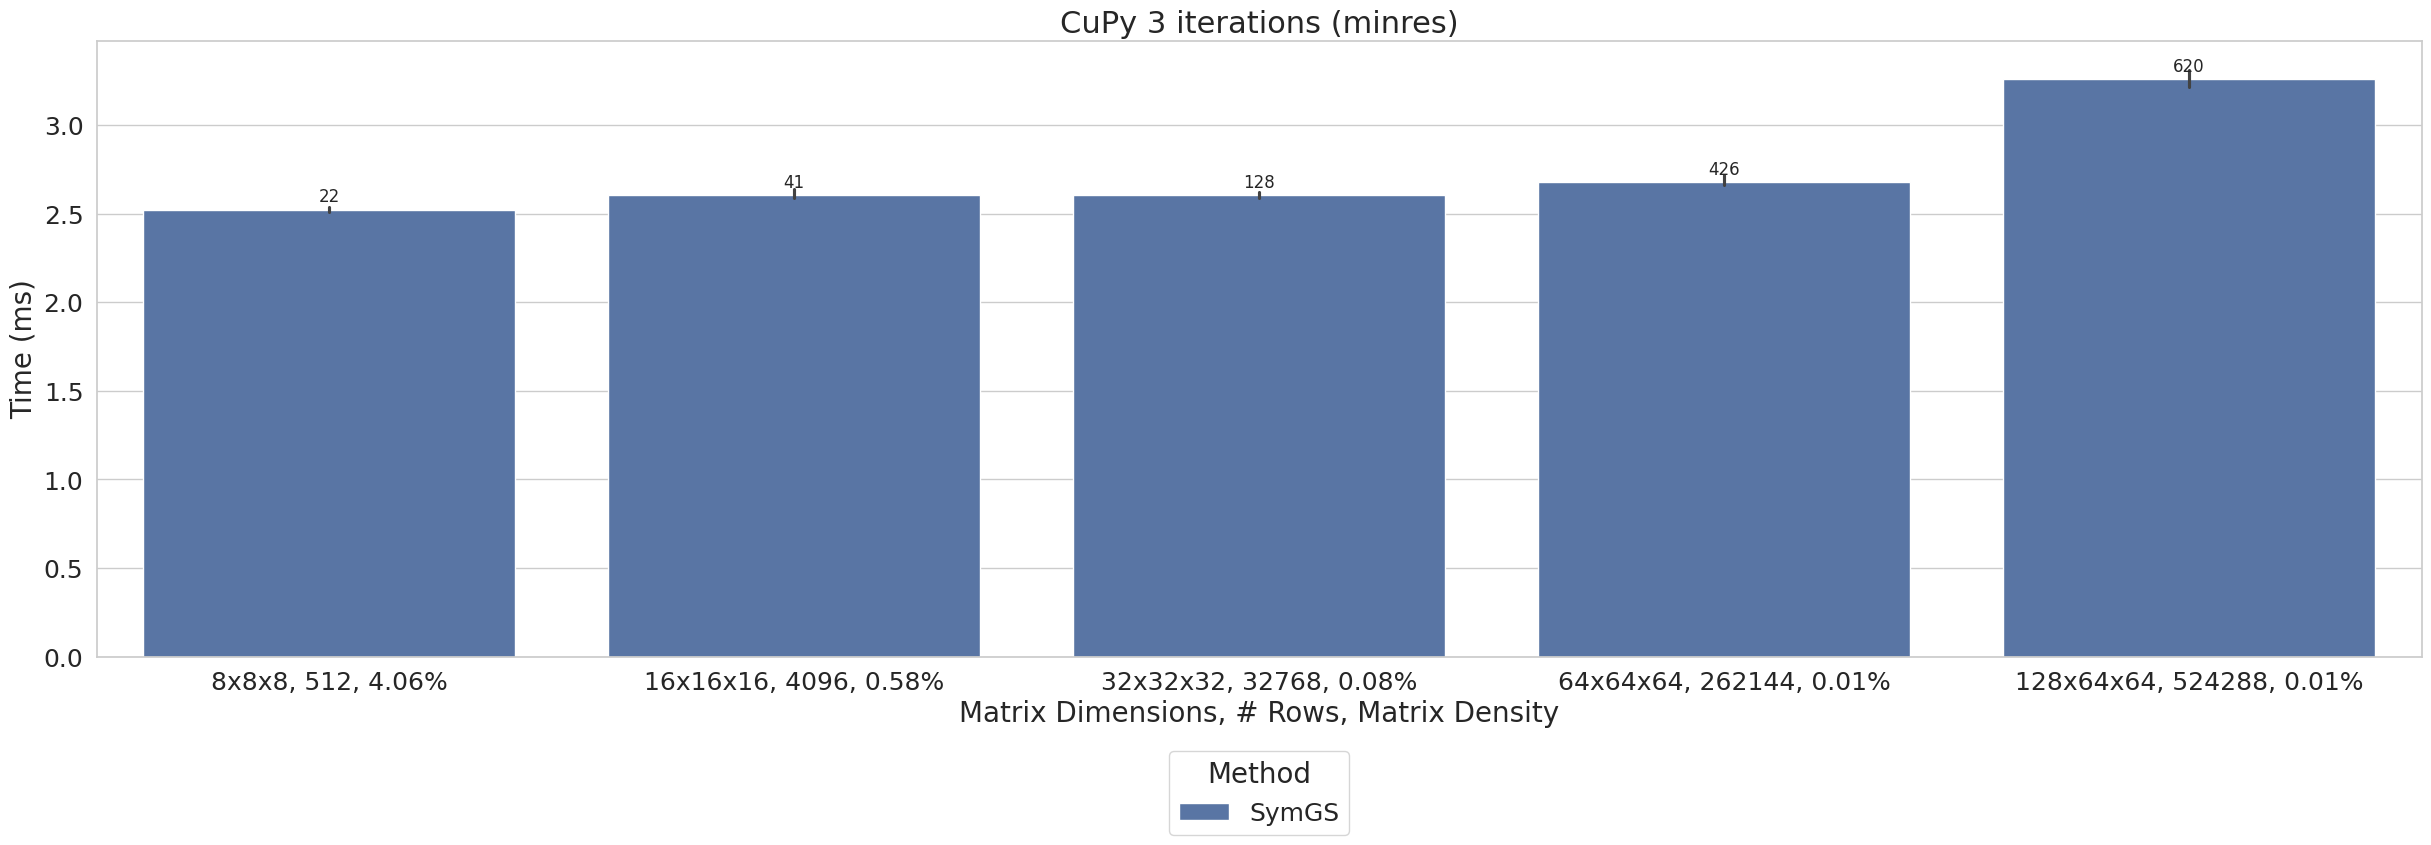 CuPy 3 iterations (minres)
Time (ms)
3.0
2.5
2.0
1.5
1.0
0.5
0.0
22
41
128
426
620
8x8x8, 512, 4.06%
16x16x16, 4096, 0.58%
32x32x32, 32768, 0.08%
64x64x64, 262144, 0.01%
128x64x64, 524288, 0.01%
Matrix Dimensions, # Rows, Matrix Density
Method
SymGS